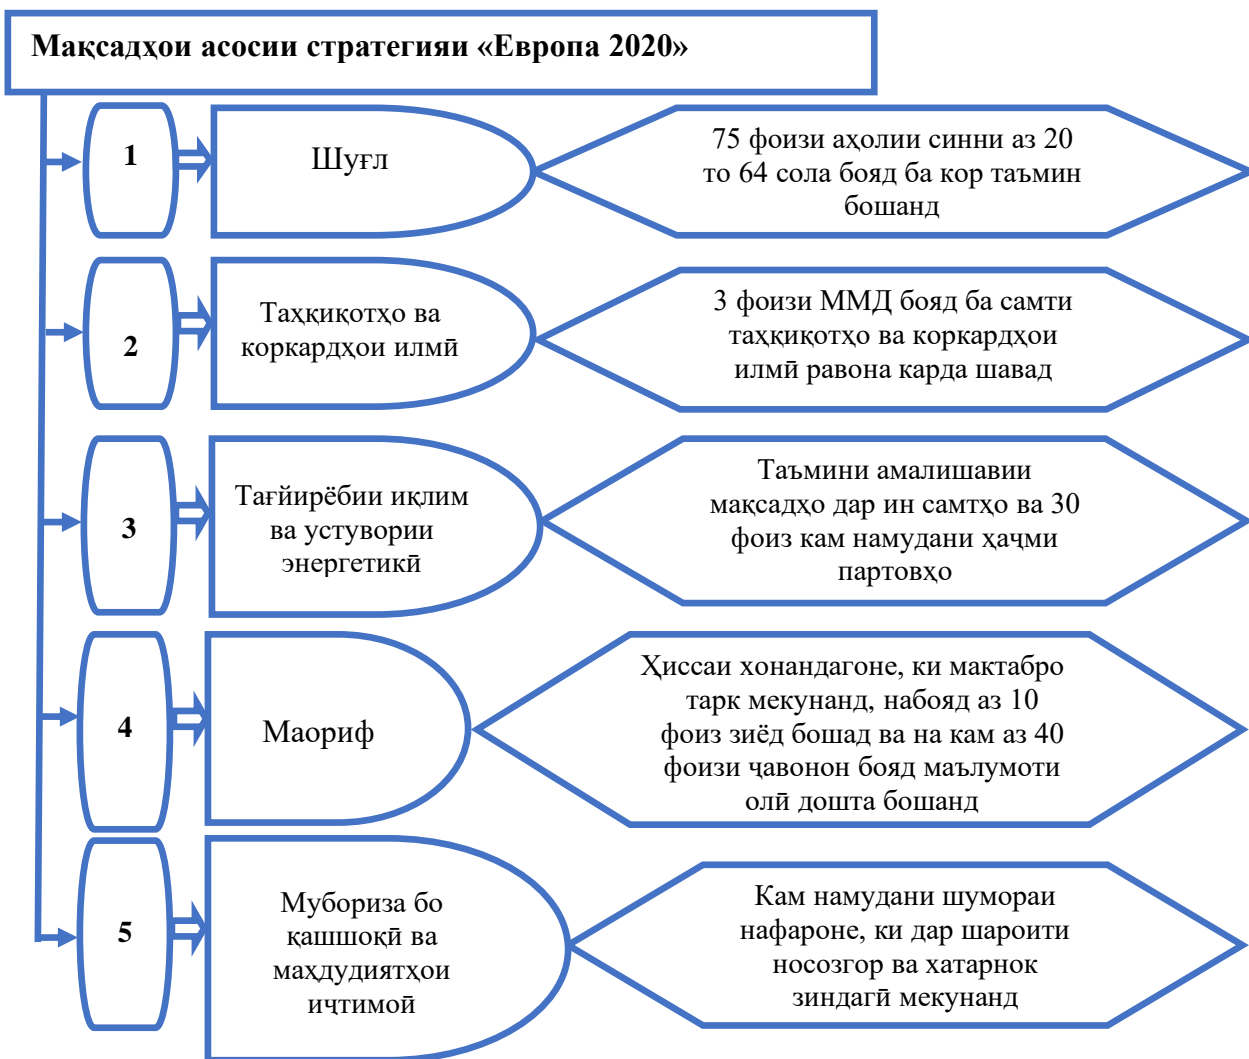 Мақсадҳои асосии стратегияи «Европа 2020»
1
Шуғл
75 фоизи аҳолии синни аз 20
то 64 сола бояд ба кор таъмин
бошанд
2
Таҳқиқотҳо ва
коркардҳои илмӣ
3 фоизи ММД бояд ба самти
таҳқиқотҳо ва коркардҳои
илмӣ равона карда шавад
3
Тағйирёбии иқлим
ва устувории
энергетикӣ
Таъмини амалишавии
мақсадҳо дар ин самтҳо ва 30
фоиз кам намудани ҳаҷми
партовҳо
4
Маориф
Ҳиссаи хонандагоне, ки мактабро
тарк мекунанд, набояд аз 10
фоиз зиёд бошад ва на кам аз 40
фоизи ҷавонон бояд маълумоти
олӣ дошта бошанд
5
Мубориза бо
қашшоқӣ ва
маҳдудиятҳои
иҷтимоӣ
Кам намудани шумораи
нафароне, ки дар шароити
носозгор ва хатарнок
зиндагӣ мекунанд